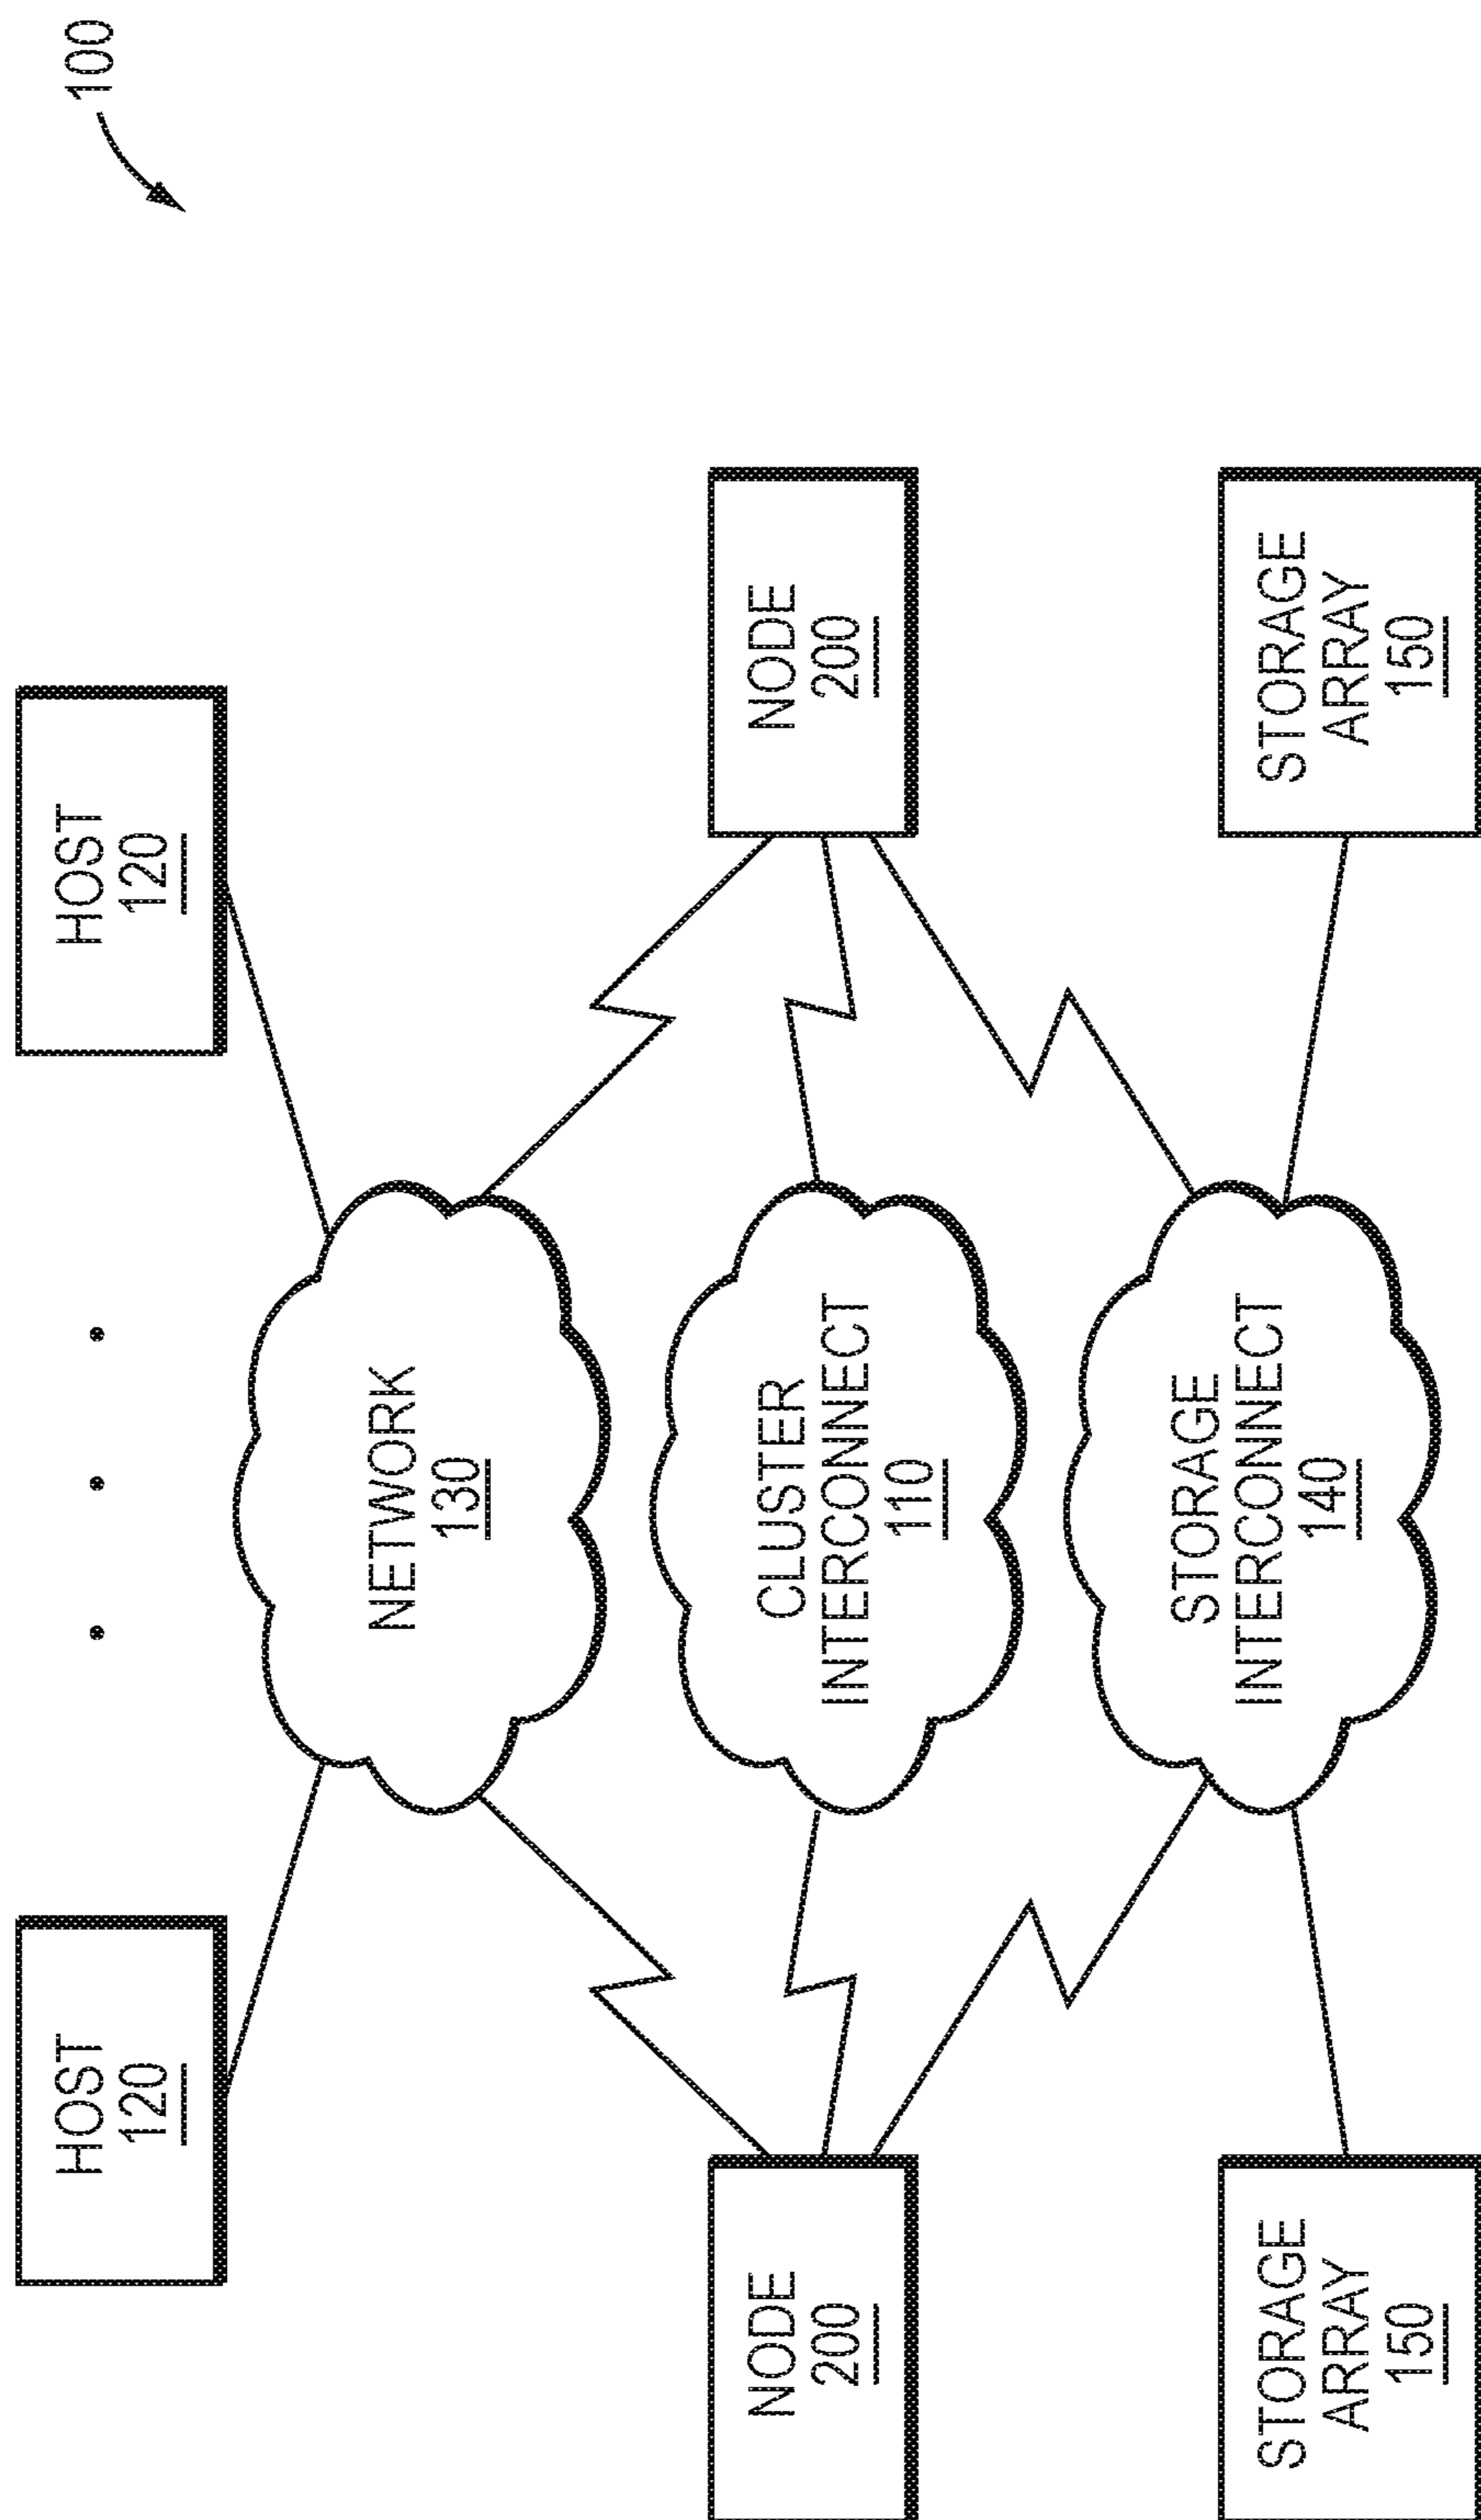 100
HOST
120
. . .
HOST
120
NETWORK
130
NODE
200
CLUSTER
INTERCONNECT
110
NODE
200
STORAGE
INTERCONNECT
140
STORAGE
ARRAY
150
STORAGE
ARRAY
150